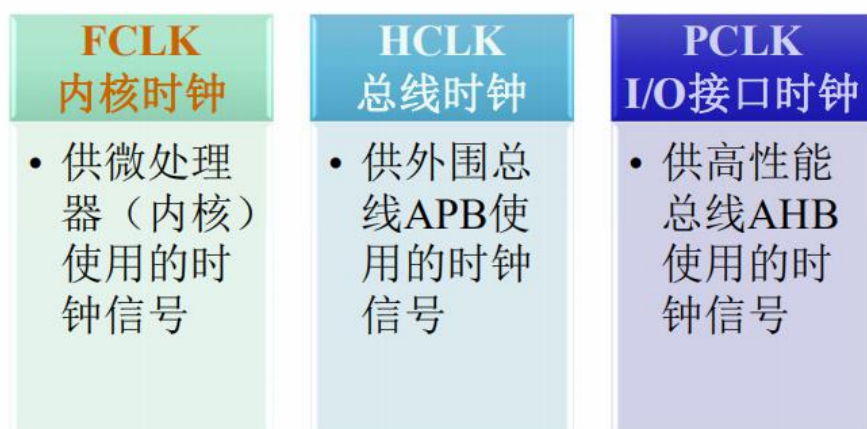 FCLK
内核时钟
• 供微处理
器（内核）
使用的时
钟信号
HCLK
总线时钟
• 供外围总
线APB使
用的时钟
信号
PCLK
I/O接口时钟
• 供高性能
总线AHB
使用的时
钟信号